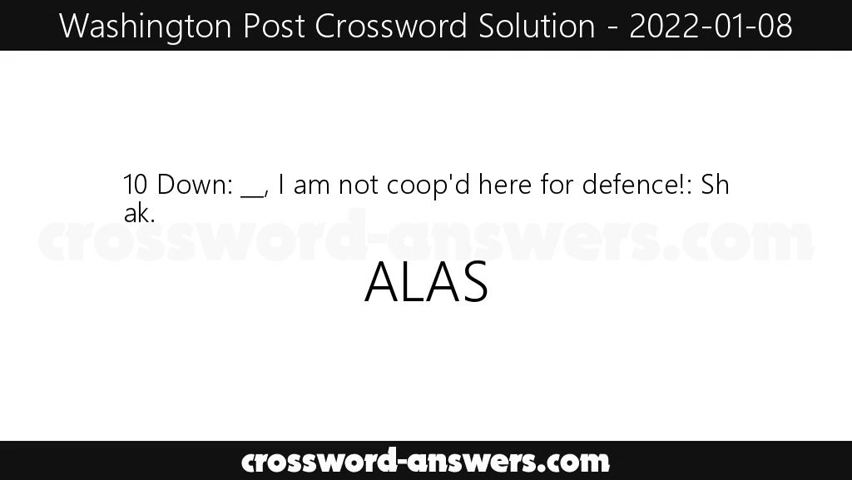 Washington Post Crossword Solution - 2022-01-08
10 Down: __, I am not coop'd here for defence!: Sh
ak.
crossword-answers.com
ALAS
crossword-answers.com